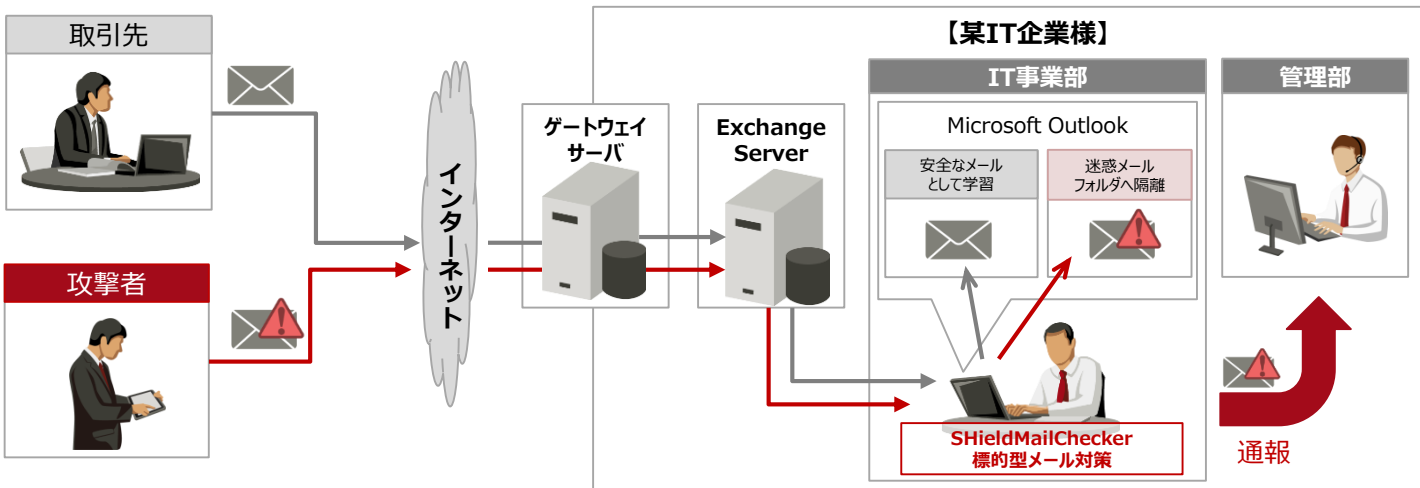 取引先
攻撃者
インターネット
【某IT企業様】
ゲートウェイ
サーバ
Exchange
Server
IT事業部
Microsoft Outlook
安全なメール
として学習
迷惑メール
フォルダへ隔離
SHieldMailChecker
標的型メール対策
管理部
通報